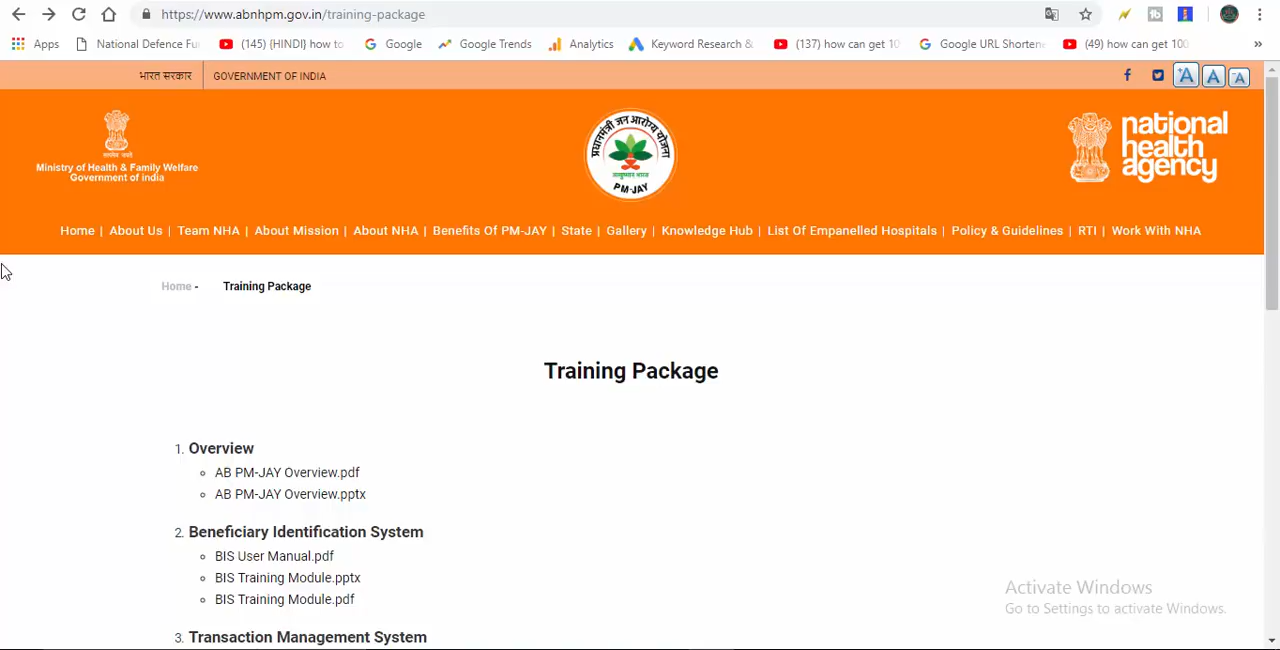 https://www.abnhpm.gov.in/training-package
Apps National Defence Fu (145) {HINDI} how to Google Google Trends Analytics Keyword Research & (137) how can get 10 Google URL Shortene (49) how can get 100 »
भारत सरकार GOVERNMENT OF INDIA
+A A -A
Ministry of Health & Family Welfare
Government of india
प्रधानमंत्री जन आरोग्य योजना
PM-JAY
national
health
agency
Home | About Us | Team NHA | About Mission | About NHA | Benefits Of PM-JAY | State | Gallery | Knowledge Hub | List Of Empanelled Hospitals | Policy & Guidelines | RTI | Work With NHA
Home - Training Package
Training Package
1. Overview
AB PM-JAY Overview.pdf
AB PM-JAY Overview.pptx
2. Beneficiary Identification System
BIS User Manual.pdf
BIS Training Module.pptx
BIS Training Module.pdf
3. Transaction Management System
Activate Windows
Go to Settings to activate Windows.